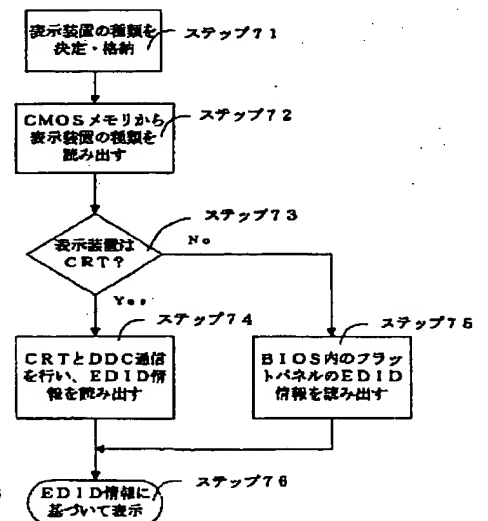 表示装置の種類を
決定・格納
ステップ７１
CMOSメモリから
表示装置の種類を
読み出す
ステップ７２
表示装置は
CRT?
ステップ７３
No
Yes
CRTとDDC通信
を行い、EDID情
報を読み出す
ステップ７４
BIOS内のフラッ
トパネルのEDID
情報を読み出す
ステップ７５
EDID情報に
基づいて表示
ステップ７６